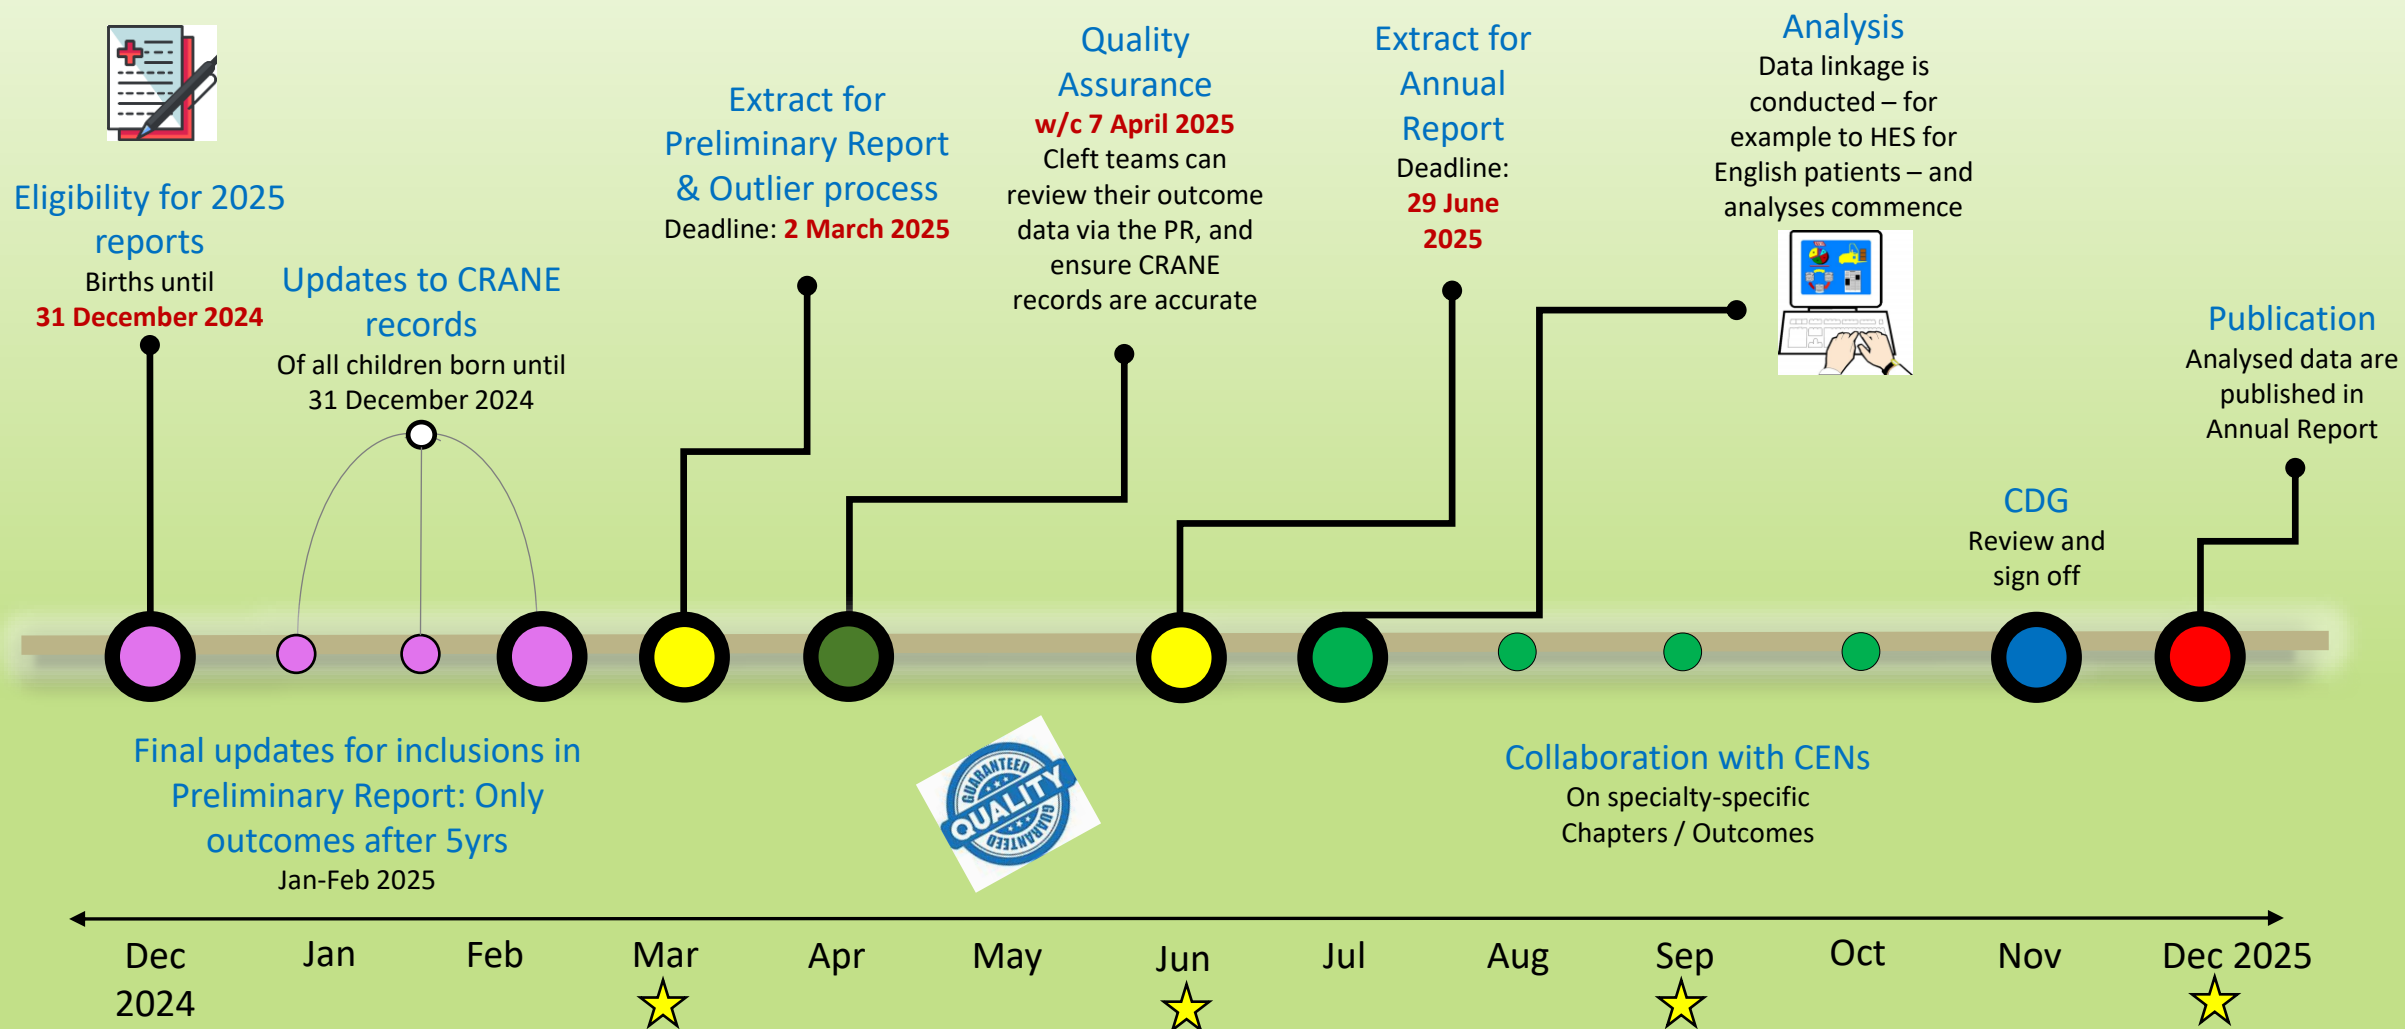 Eligibility for 2025
reports
Births until
31 December 2024
Updates to CRANE
records
Of all children born until
31 December 2024
Extract for
Preliminary Report
& Outlier process
Deadline: 2 March 2025
Quality
Assurance
w/c 7 April 2025
Cleft teams can
review their outcome
data via the PR, and
ensure CRANE
records are accurate
Extract for
Annual
Report
Deadline:
29 June
2025
Analysis
Data linkage is
conducted – for
example to HES for
English patients – and
analyses commence
CDG
Review and
sign off
Publication
Analysed data are
published in
Annual Report
Final updates for inclusions in
Preliminary Report: Only
outcomes after 5yrs
Jan-Feb 2025
GUARANTEED
QUALITY
GUARANTEED
Collaboration with CENs
On specialty-specific
Chapters / Outcomes
Dec
2024
Jan
Feb
Mar
Apr
May
Jun
Jul
Aug
Sep
Oct
Nov
Dec 2025